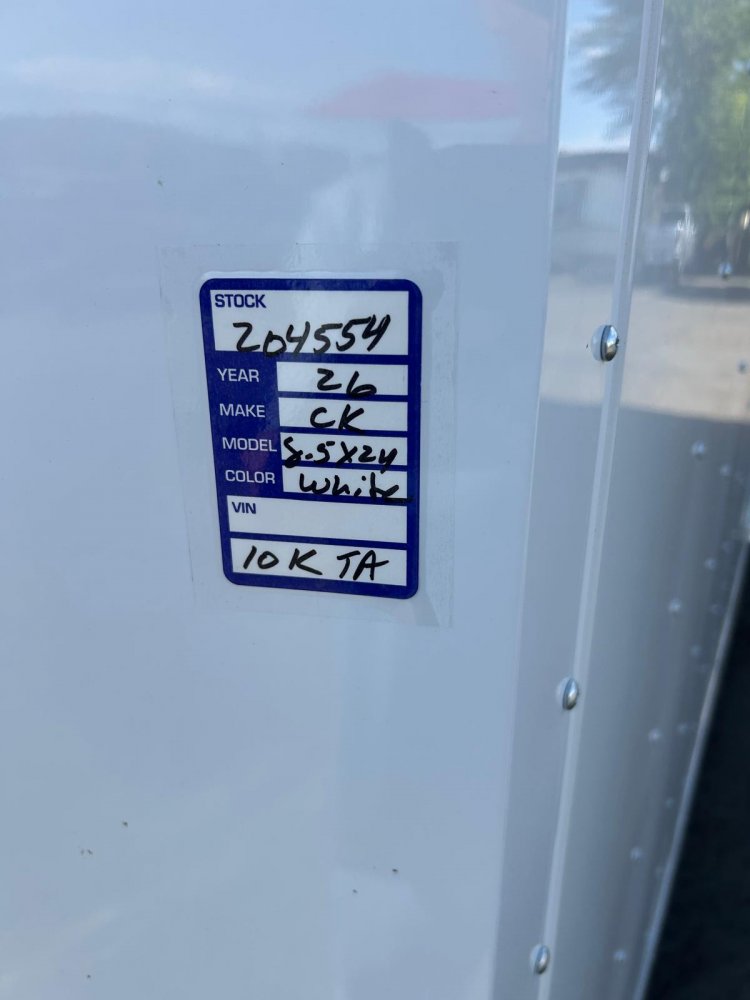 STOCK
204554
YEAR 26
MAKE CK
MODEL 8.5X24
COLOR White
VIN
10K TA